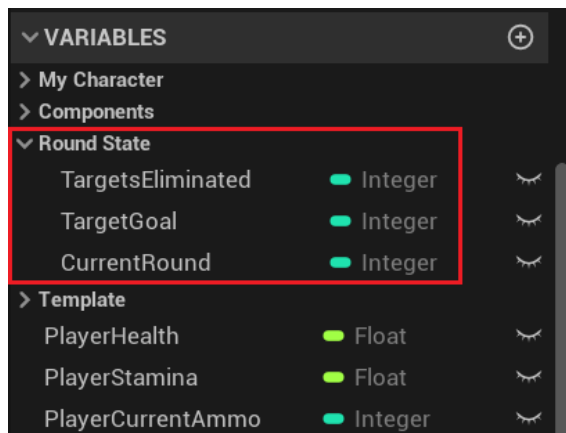 VARIABLES
My Character
Components
Round State
TargetsEliminated Integer
TargetGoal Integer
CurrentRound Integer
Template
PlayerHealth Float
PlayerStamina Float
PlayerCurrentAmmo Integer